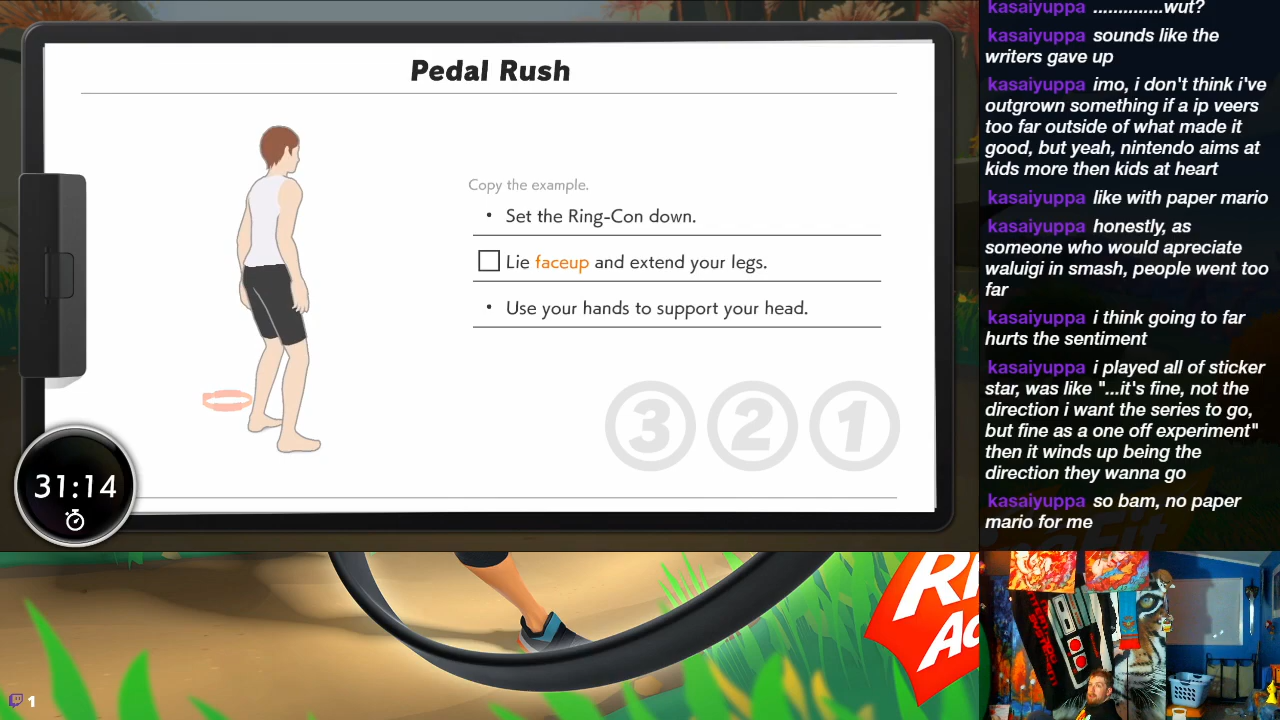 Pedal Rush
Copy the example.
• Set the Ring-Con down.
Lie faceup and extend your legs.
• Use your hands to support your head.
3 2 1
31:14
1
kasaiyuppa ..............wut?
kasaiyuppa sounds like the
writers gave up
kasaiyuppa imo, i don't think i've
outgrown something if a ip veers
too far outside of what made it
good, but yeah, nintendo aims at
kids more then kids at heart
kasaiyuppa like with paper mario
kasaiyuppa honestly, as
someone who would apreciate
waluigi in smash, people went too
far
kasaiyuppa i think going to far
hurts the sentiment
kasaiyuppa i played all of sticker
star, was like "...it's fine, not the
direction i want the series to go,
but fine as a one off experiment"
then it winds up being the
direction they wanna go
kasaiyuppa so bam, no paper
mario for me